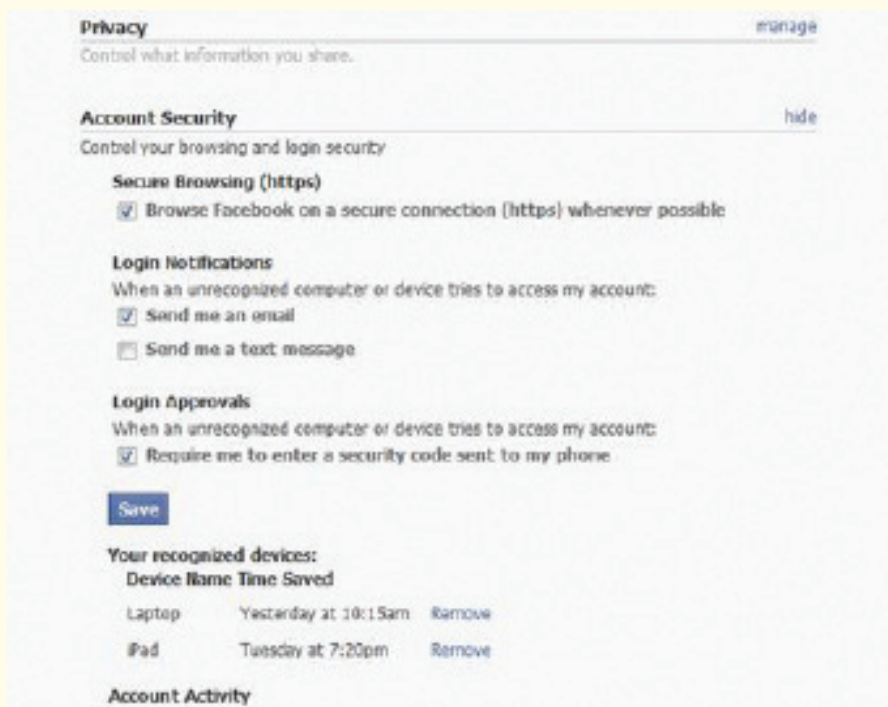 Privacy manage
Control what information you share.
Account Security hide
Control your browsing and login security
Secure Browsing (https)
Browse Facebook on a secure connection (https) whenever possible
Login Notifications
When an unrecognized computer or device tries to access my account:
Send me an email
Send me a text message
Login Approvals
When an unrecognized computer or device tries to access my account:
Require me to enter a security code sent to my phone
Save
Your recognized devices:
Device Name Time Saved
Laptop Yesterday at 10:15am Remove
iPad Tuesday at 7:20pm Remove
Account Activity